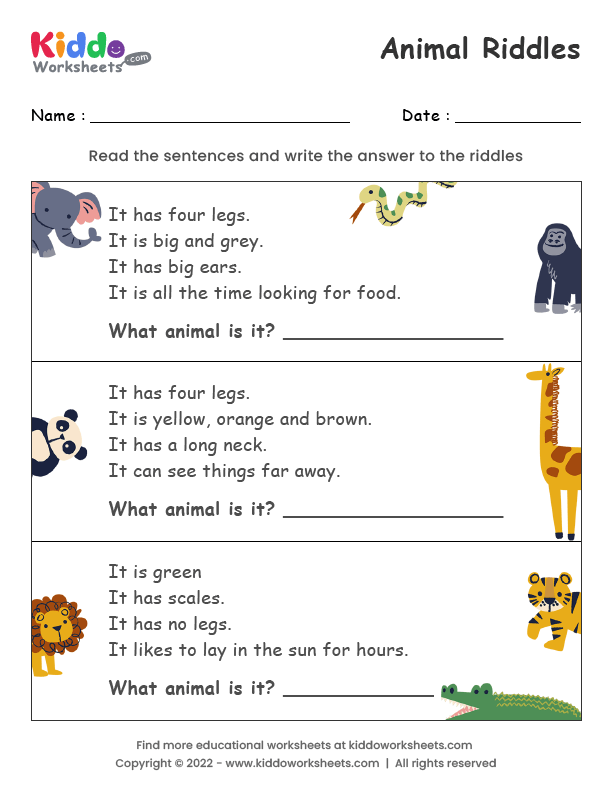 Kiddo
Worksheets .com
Animal Riddles
Name : Date :
Read the sentences and write the answer to the riddles
It has four legs.
It is big and grey.
It has big ears.
It is all the time looking for food.
What animal is it?
It has four legs.
It is yellow, orange and brown.
It has a long neck.
It can see things far away.
What animal is it?
It is green
It has scales.
It has no legs.
It likes to lay in the sun for hours.
What animal is it?
Find more educational worksheets at kiddoworksheets.com
Copyright © 2022 - www.kiddoworksheets.com | All rights reserved